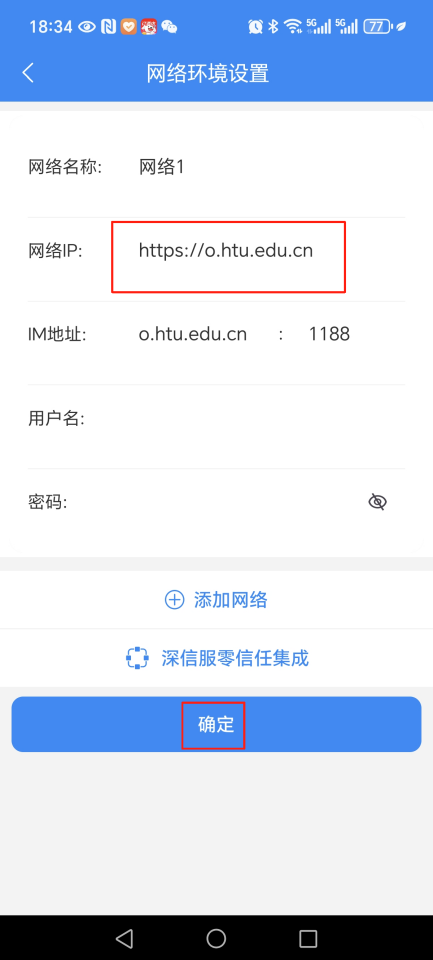 18:34
5G 5G 77
网络环境设置
网络名称: 网络1
网络IP: https://o.htu.edu.cn
IM地址: o.htu.edu.cn : 1188
用户名:
密码:
添加网络
深信服零信任集成
确定